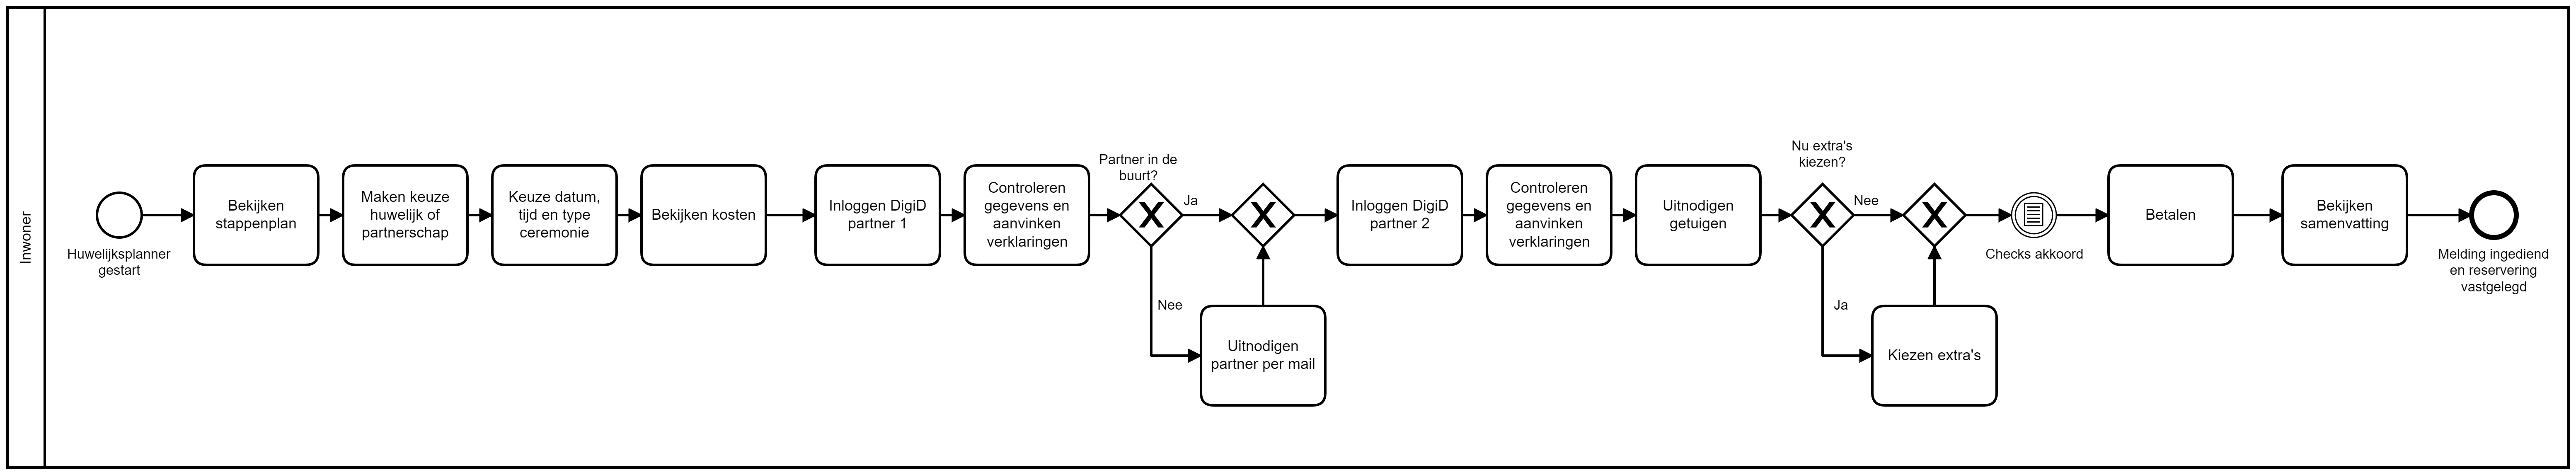 Inwoner
Huwelijksplanner
gestart
Bekijken
stappenplan
Maken keuze
huwelijk of
partnerschap
Keuze datum,
tijd en type
ceremonie
Bekijken kosten
Inloggen DigiD
partner 1
Controleren
gegevens en
aanvinken
verklaringen
Partner in de
buurt?
Ja
Nee
Uitnodigen
partner per mail
Inloggen DigiD
partner 2
Controleren
gegevens en
aanvinken
verklaringen
Uitnodigen
getuigen
Nu extra's
kiezen?
Nee
Ja
Kiezen extra's
Checks akkoord
Betalen
Bekijken
samenvatting
Melding ingediend
en reservering
vastgelegd